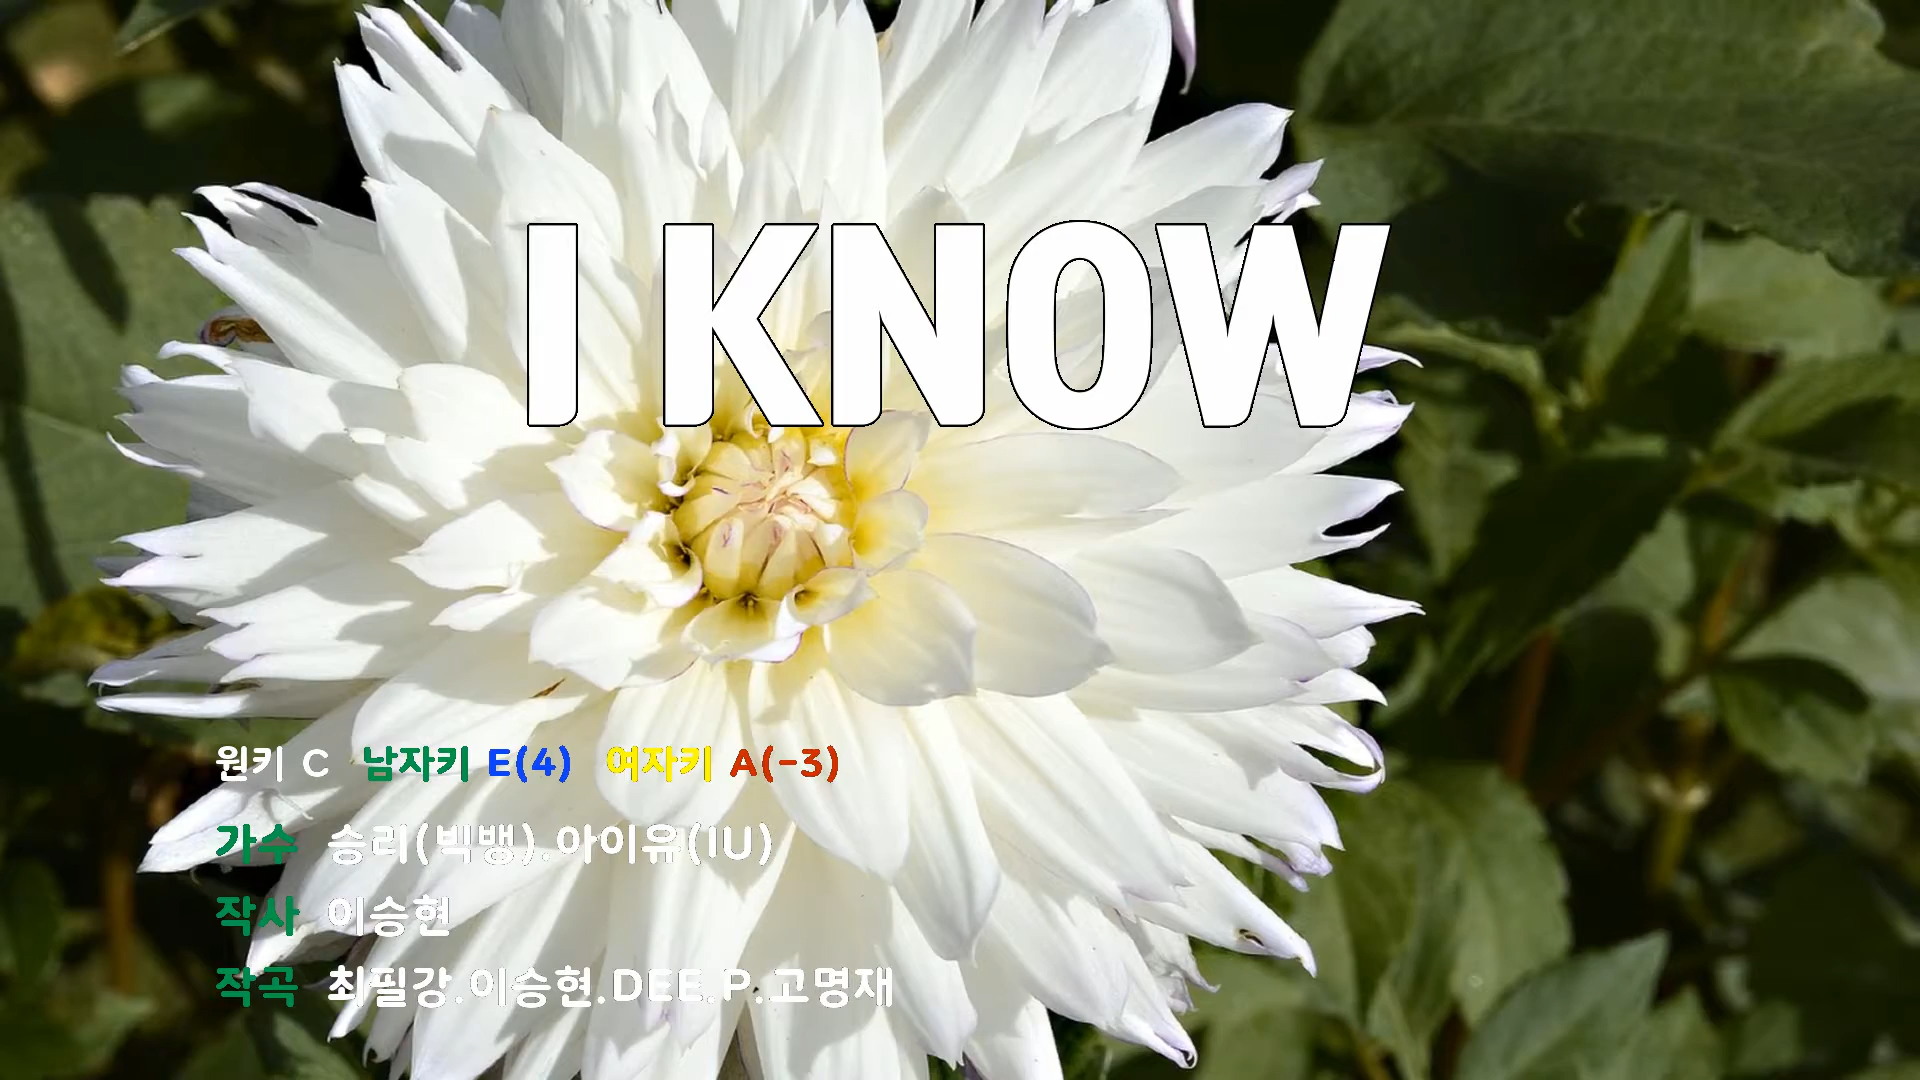 I KNOW
원키 C 남자키 E(4) 여자키 A(-3)
가수 승리(빅뱅).아이유(IU)
작사 이승현
작곡 최필강.이승현.DEE.P.고명재